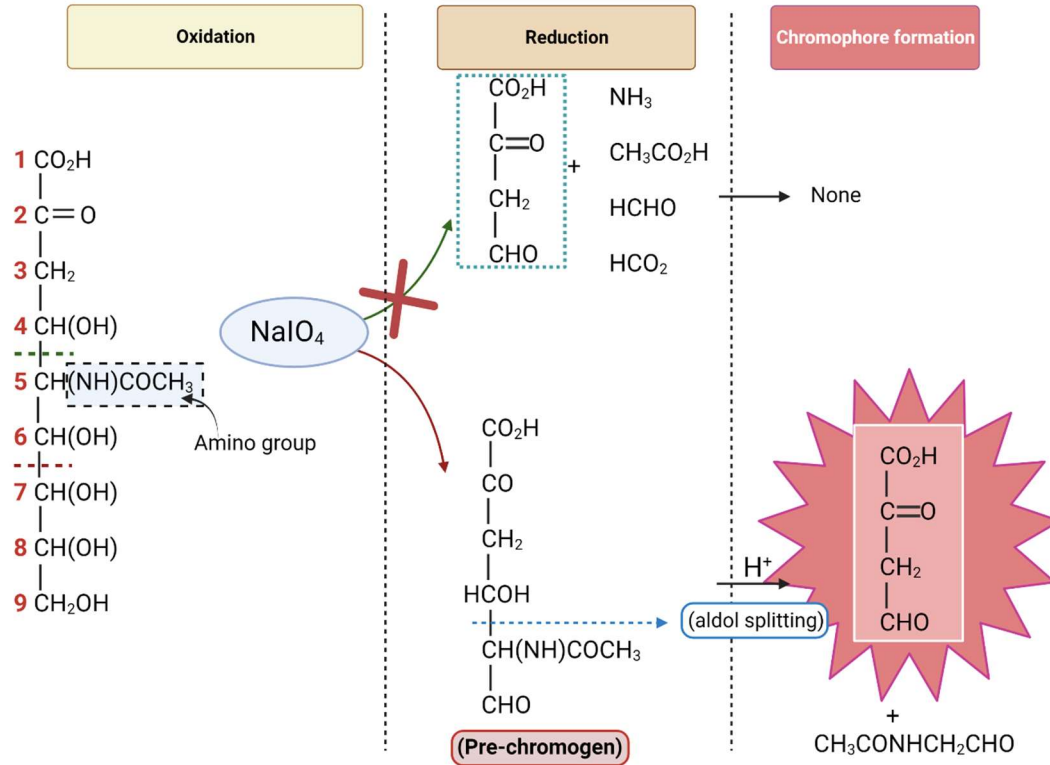 Oxidation
Reduction
Chromophore formation
1 CO₂H
2 C=O
3 CH₂
4 CH(OH)
5 CH(NH)COCH₃
Amino group
6 CH(OH)
7 CH(OH)
8 CH(OH)
9 CH₂OH
NaIO₄
CO₂H
C=O
CH₂
CHO
+
NH₃
CH₃CO₂H
HCHO
HCO₂
None
CO₂H
CO
CH₂
HCOH
CH(NH)COCH₃
CHO
(Pre-chromogen)
H⁺
(aldol splitting)
CO₂H
C=O
CH₂
CHO
+
CH₃CONHCH₂CHO